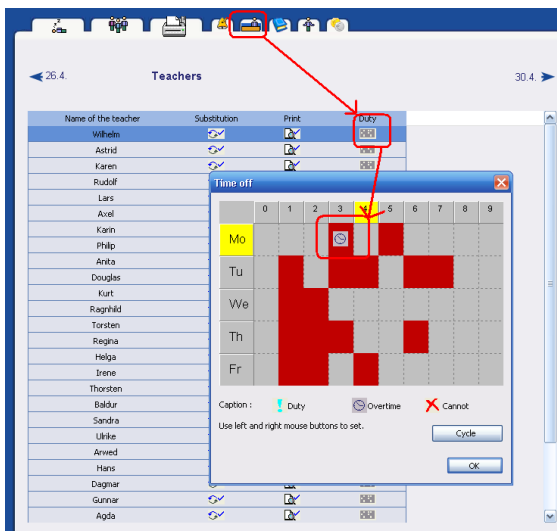 26.4.
Teachers
30.4.
Name of the teacher Substitution Print Duty
Wilhelm
Astrid
Karen
Rudolf
Lars
Axel
Karin
Philip
Anita
Douglas
Kurt
Ragnhild
Torsten
Regina
Helga
Irene
Thorsten
Baldur
Sandra
Ulrike
Arwed
Hans
Dagmar
Gunnar
Agda
Time off
0 1 2 3 4 5 6 7 8 9
Mo
Tu
We
Th
Fr
Caption : Duty Overtime Cannot
Use left and right mouse buttons to set.
Cycle
OK